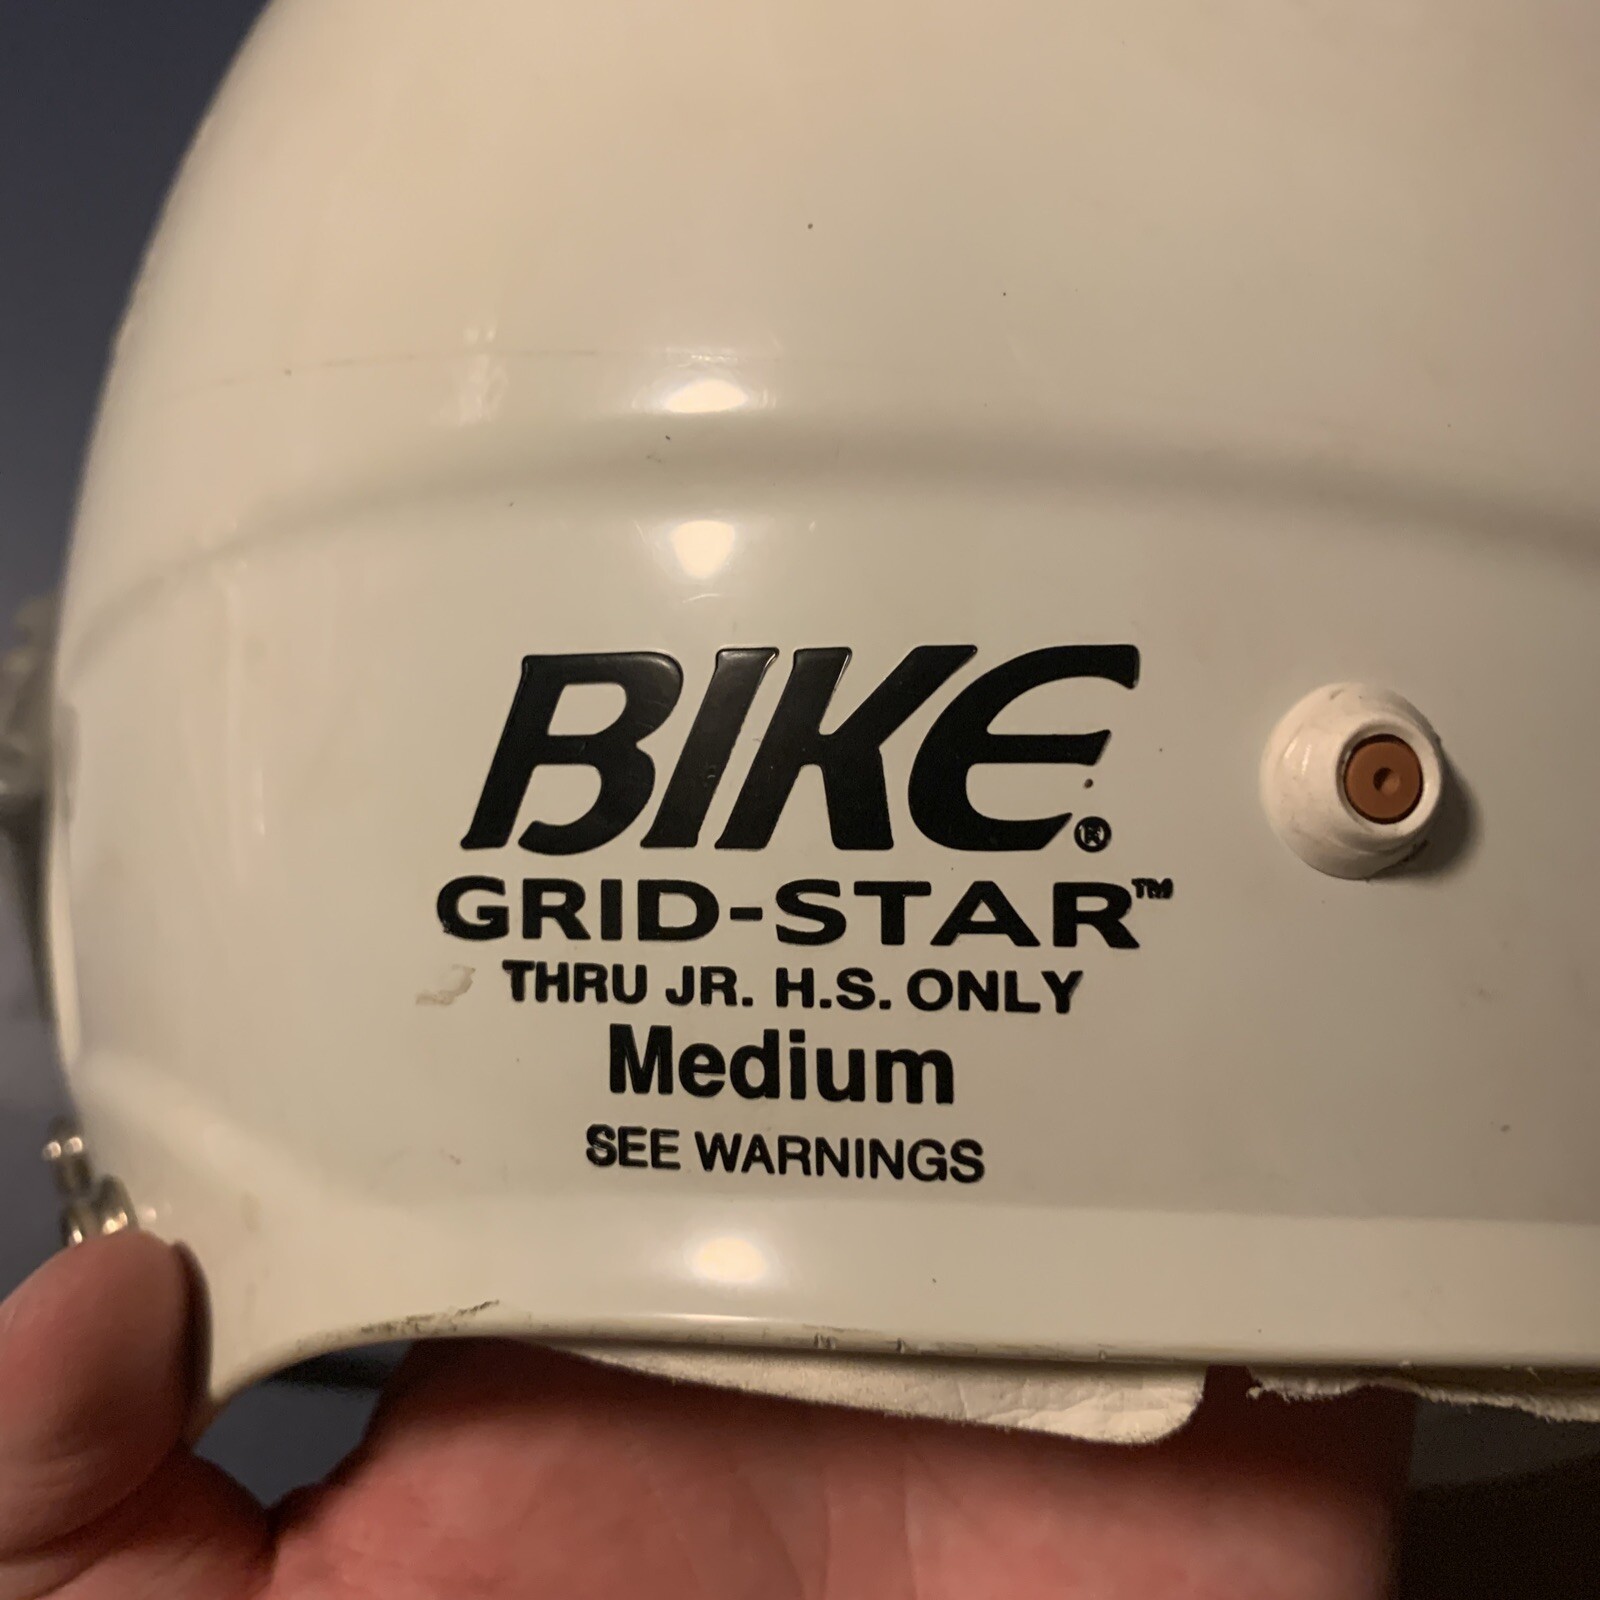 BIKE®
GRID-STAR™
THRU JR. H.S. ONLY
Medium
SEE WARNINGS